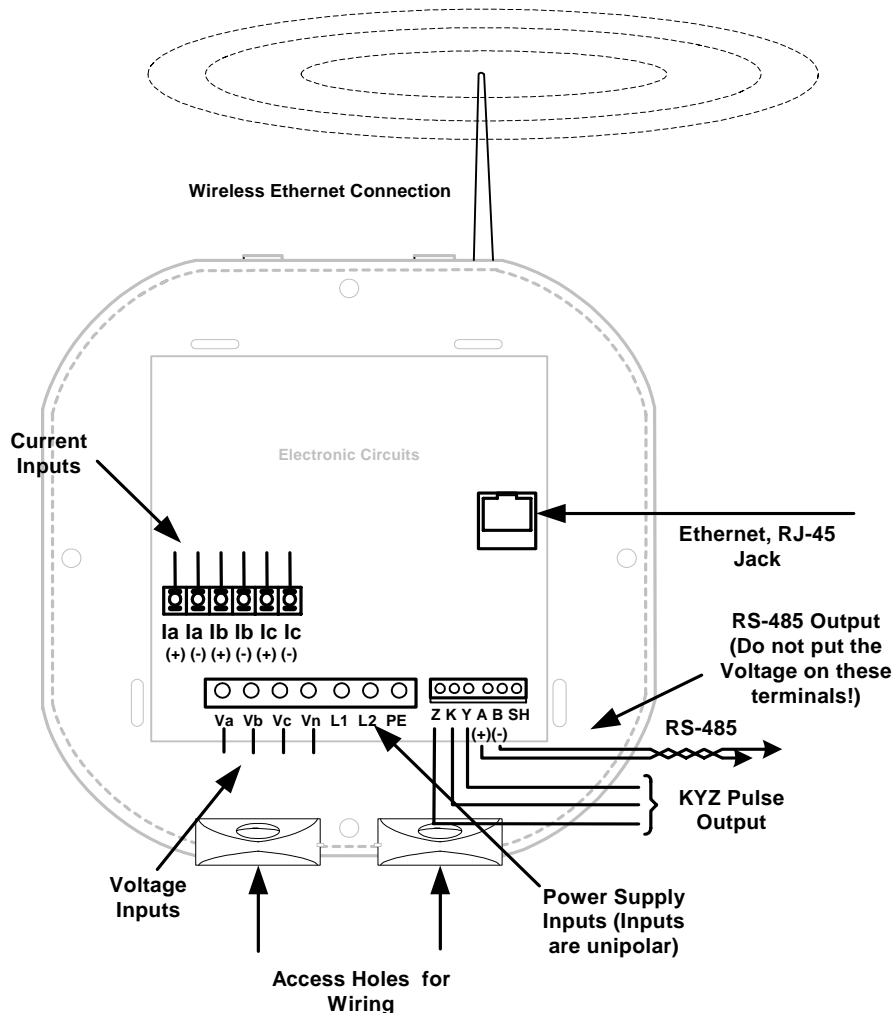 Wireless Ethernet Connection
Current
Inputs
Electronic Circuits
Ethernet, RJ-45
Jack
Ia Ia Ib Ib Ic Ic
(+) (-) (+) (-) (+) (-)
RS-485 Output
(Do not put the
Voltage on these
terminals!)
Va Vb Vc Vn L1 L2 PE
Z K Y A B SH
(+)(-)
RS-485
KYZ Pulse
Output
Voltage
Inputs
Power Supply
Inputs (Inputs
are unipolar)
Access Holes for
Wiring